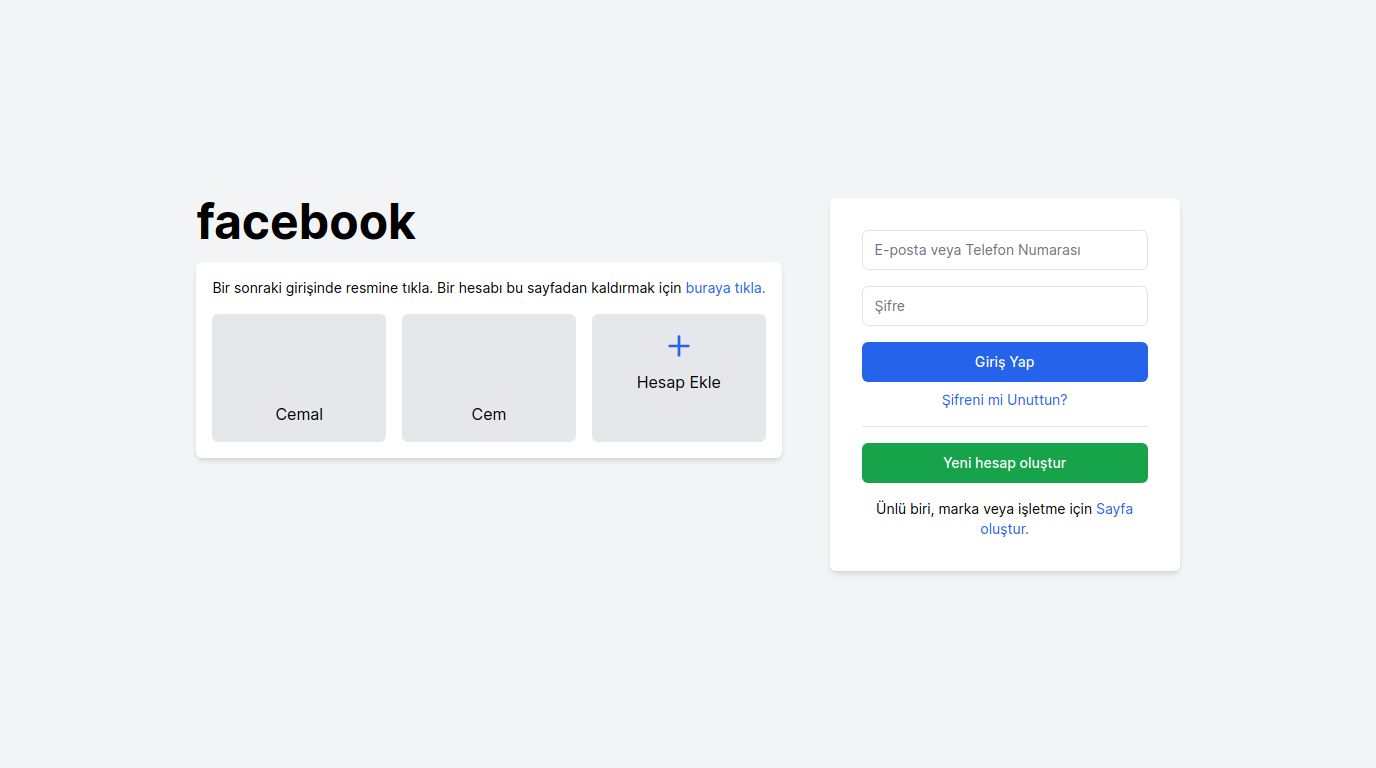 facebook
Bir sonraki girişinde resmine tıkla. Bir hesabı bu sayfadan kaldırmak için buraya tıkla.
Cemal
Cem
Hesap Ekle
E-posta veya Telefon Numarası
Şifre
Giriş Yap
Şifreni mi Unuttun?
Yeni hesap oluştur
Ünlü biri, marka veya işletme için Sayfa
oluştur.